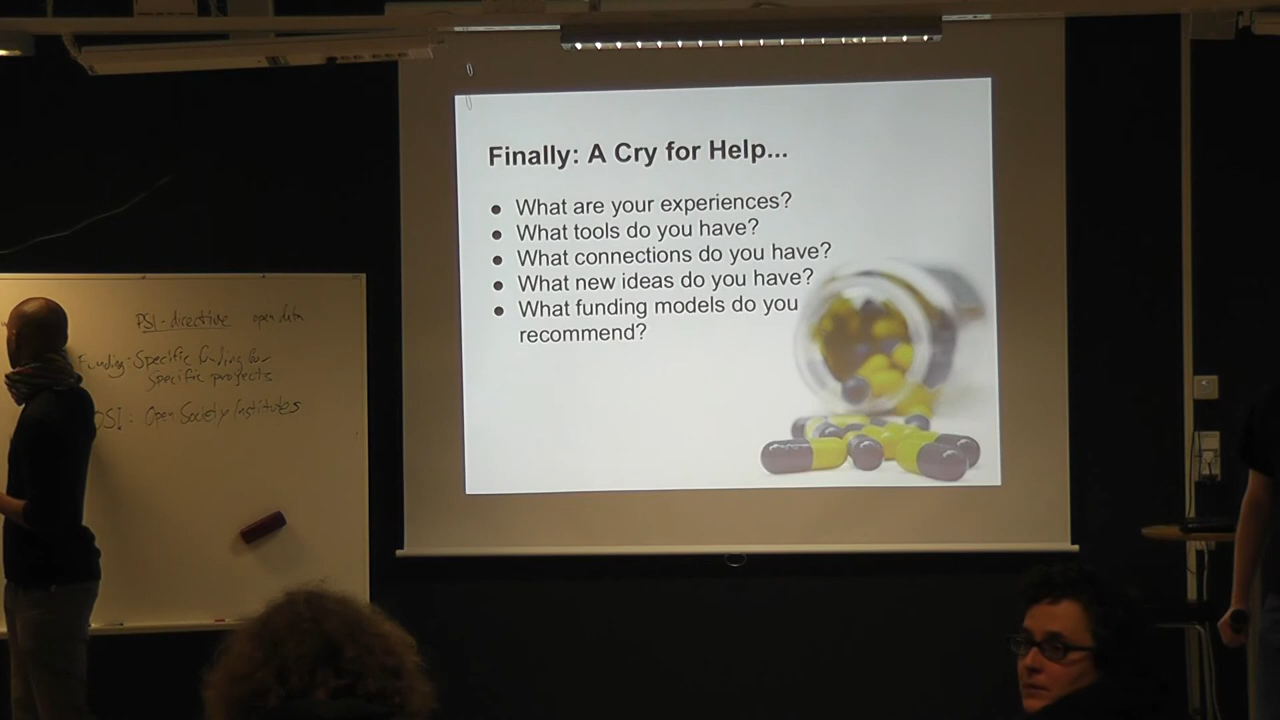 Finally: A Cry for Help...
● What are your experiences?
● What tools do you have?
● What connections do you have?
● What new ideas do you have?
● What funding models do you
recommend?
PSI-directive open data
Funding: Specific funding for
Specific projects
OSI: Open Society Institutes